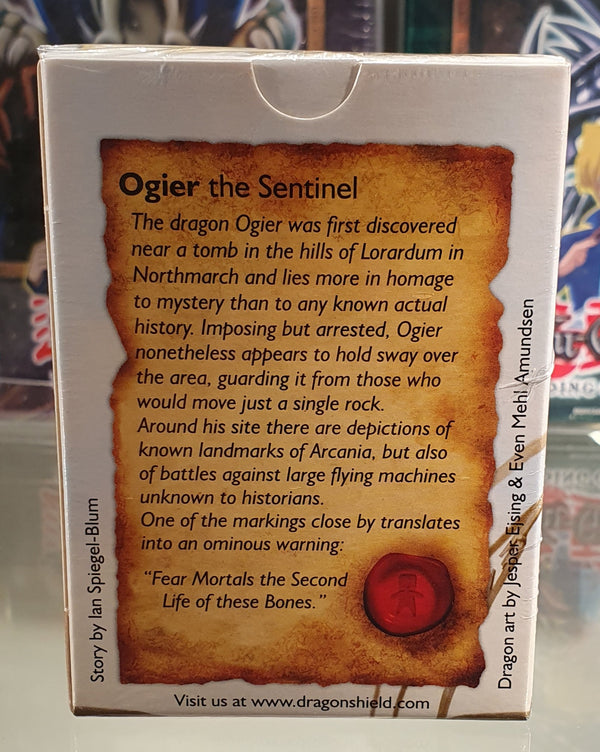 Ogier the Sentinel
The dragon Ogier was first discovered
near a tomb in the hills of Lorardum in
Northmarch and lies more in homage
to mystery than to any known actual
history. Imposing but arrested, Ogier
nonetheless appears to hold sway over
the area, guarding it from those who
would move just a single rock.
Around his site there are depictions of
known landmarks of Arcania, but also
of battles against large flying machines
unknown to historians.
One of the markings close by translates
into an ominous warning:
“Fear Mortals the Second
Life of these Bones.”
Story by Ian Spiegel-Blum
Dragon art by Jesper Ejsing & Even Mehl Amundsen
Visit us at www.dragonshield.com